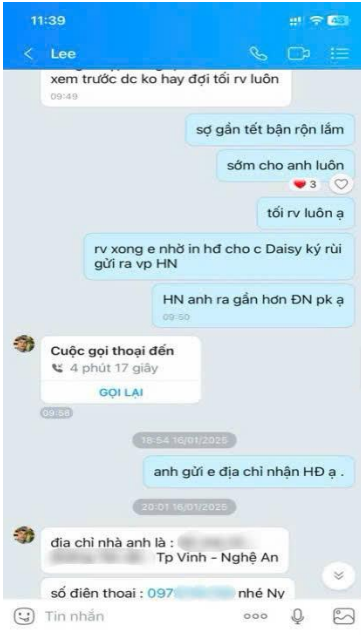 11:39
Lee
xem trước dc ko hay đợi tối rv luôn
09:49
sợ gần tết bận rộn lắm
sớm cho anh luôn
3
tối rv luôn ạ
rv xong e nhờ in hđ cho c Daisy ký rùi
gửi ra vp HN
HN anh ra gần hơn ĐN pk ạ
09:50
Cuộc gọi thoại đến
4 phút 17 giây
GỌI LẠI
09:58
18:54 16/01/2025
anh gửi e địa chỉ nhận HĐ ạ .
20:01 16/01/2025
đia chỉ nhà anh là :
Tp Vinh - Nghệ An
số điên thoai : 097 nhé Ny
Tin nhắn